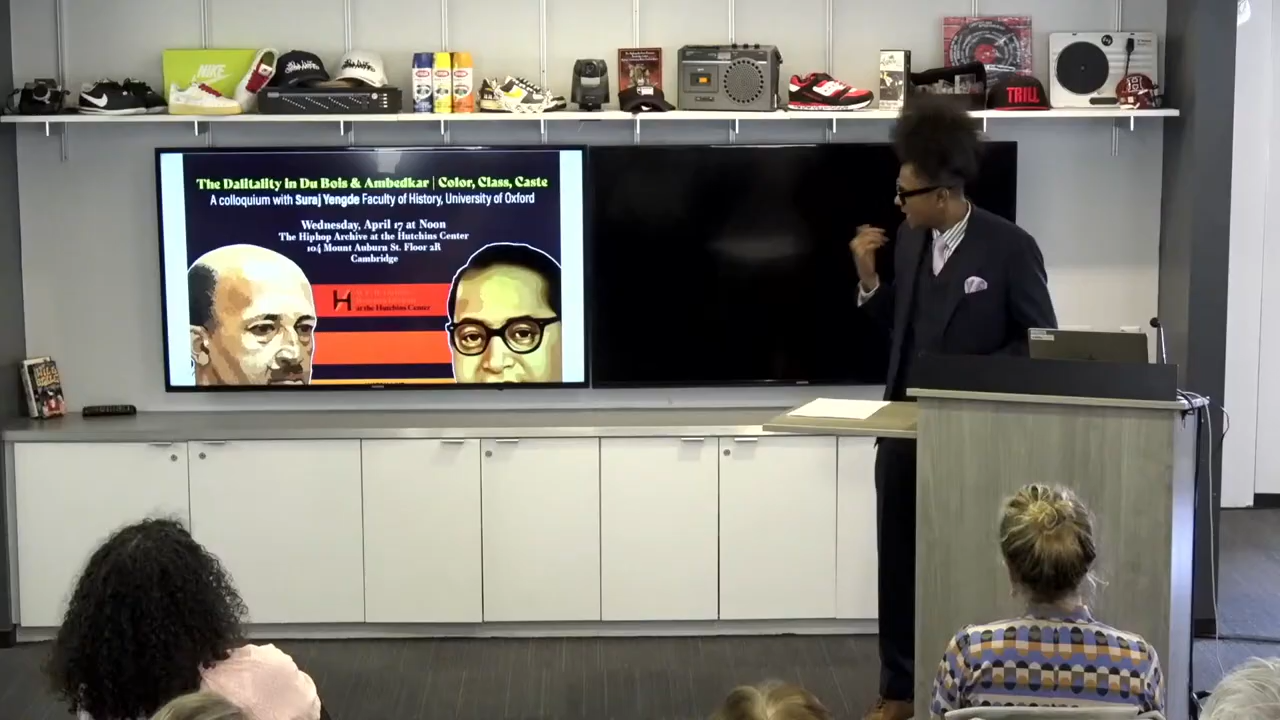 NIKE
TRILL
The Dalitality in Du Bois & Ambedkar | Color, Class, Caste
A colloquium with Suraj Yengde Faculty of History, University of Oxford
Wednesday, April 17 at Noon
The Hiphop Archive at the Hutchins Center
104 Mount Auburn St. Floor 2R
Cambridge
H
at the Hutchins Center